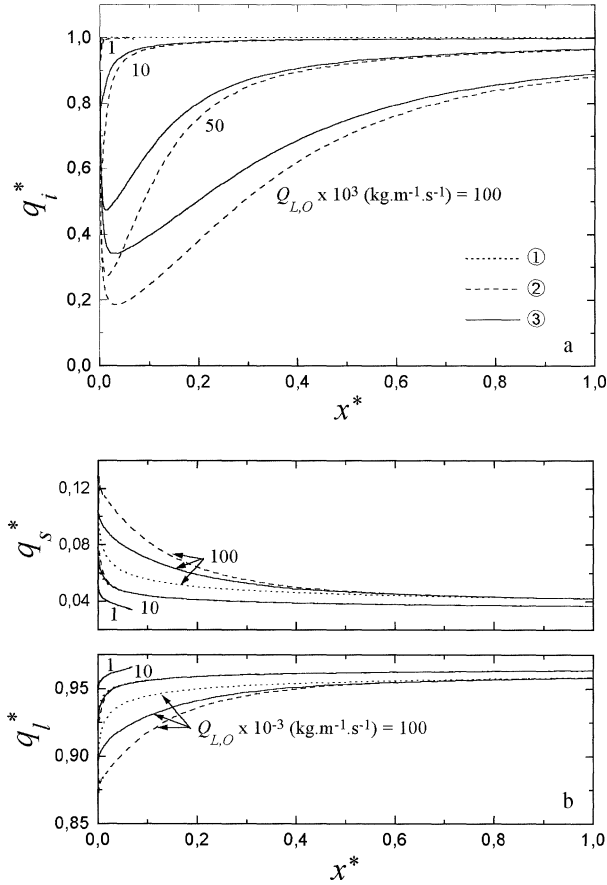 1,0
0,8
0,6
0,4
0,2
0,0
q*i
1
10
50
Q_L,O x 10³ (kg.m⁻¹.s⁻¹) = 100
①
②
③
a
0,0 0,2 0,4 0,6 0,8 1,0
x*
0,12
0,08
0,04
q*s
100
1
10
0,95
0,90
0,85
q*l
1
10
Q_L,O x 10⁻³ (kg.m⁻¹.s⁻¹) = 100
b
0,0 0,2 0,4 0,6 0,8 1,0
x*